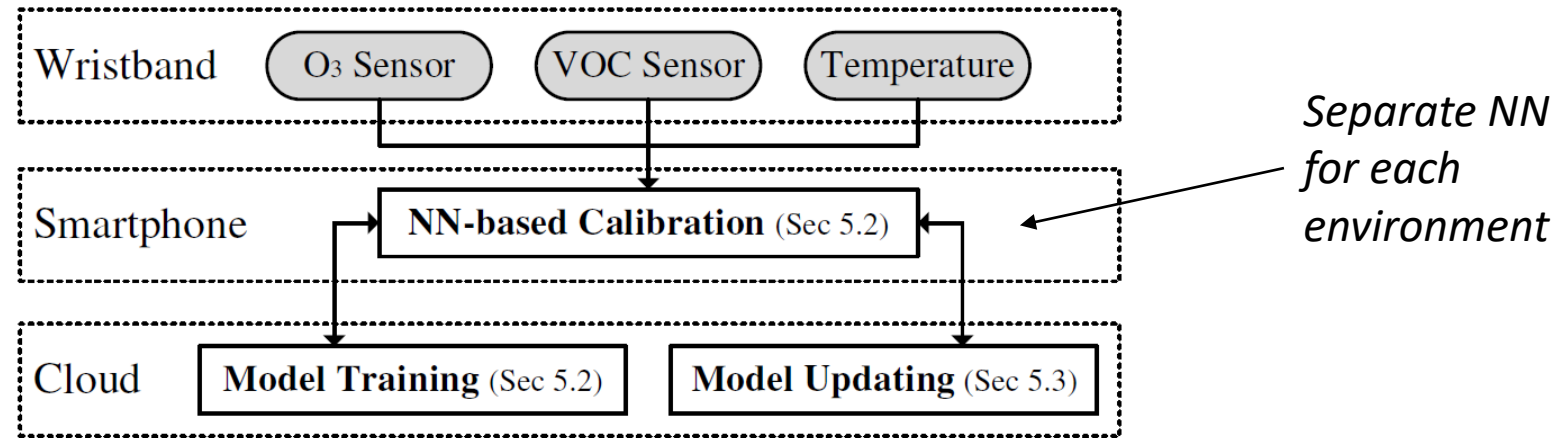 Wristband O3 Sensor VOC Sensor Temperature
Separate NN
for each
environment
Smartphone NN-based Calibration (Sec 5.2)
Cloud Model Training (Sec 5.2) Model Updating (Sec 5.3)